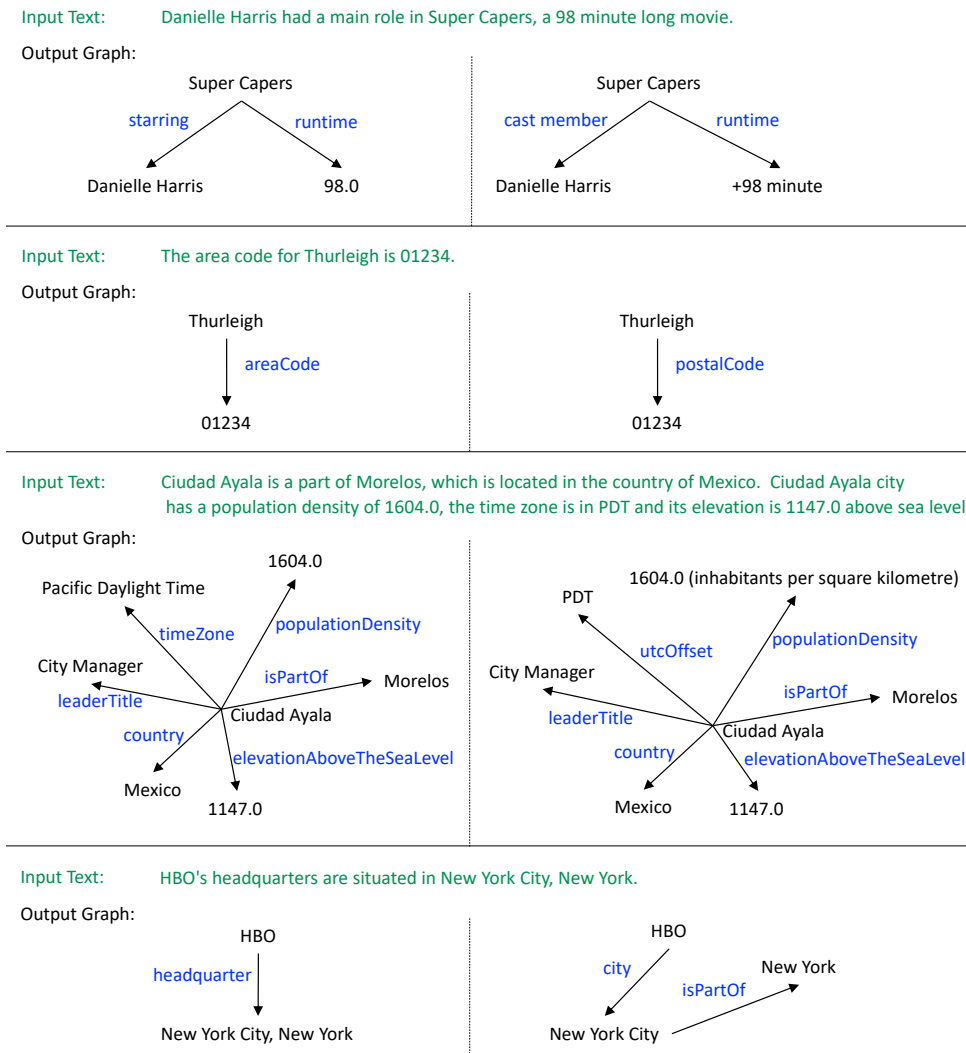 Input Text: Danielle Harris had a main role in Super Capers, a 98 minute long movie.
Output Graph:
Super Capers Super Capers
starring runtime cast member runtime
Danielle Harris 98.0 Danielle Harris +98 minute
Input Text: The area code for Thurleigh is 01234.
Output Graph:
Thurleigh Thurleigh
areaCode postalCode
01234 01234
Input Text: Ciudad Ayala is a part of Morelos, which is located in the country of Mexico. Ciudad Ayala city
has a population density of 1604.0, the time zone is in PDT and its elevation is 1147.0 above sea level
Output Graph:
1604.0
Pacific Daylight Time
timeZone
populationDensity
City Manager
isPartOf
Morelos
leaderTitle
Ciudad Ayala
country
elevationAboveTheSeaLevel
Mexico
1147.0
1604.0 (inhabitants per square kilometre)
PDT
utcOffset
populationDensity
City Manager
isPartOf
Morelos
leaderTitle
Ciudad Ayala
country
elevationAboveTheSeaLevel
Mexico
1147.0
Input Text: HBO's headquarters are situated in New York City, New York.
Output Graph:
HBO
headquarter
New York City, New York
HBO
city
New York
isPartOf
New York City